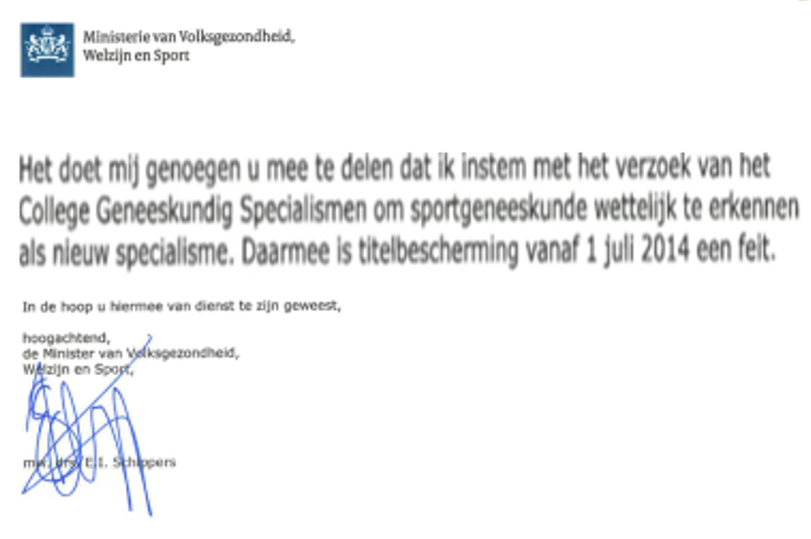 Ministerie van Volksgezondheid,
Welzijn en Sport
Het doet mij genoegen u mee te delen dat ik instem met het verzoek van het
College Geneeskundig Specialismen om sportgeneeskunde wettelijk te erkennen
als nieuw specialisme. Daarmee is titelbescherming vanaf 1 juli 2014 een feit.
In de hoop u hiermee van dienst te zijn geweest,
hoogachtend,
de Minister van Volksgezondheid,
Welzijn en Sport,
mw. drs. E.I. Schippers